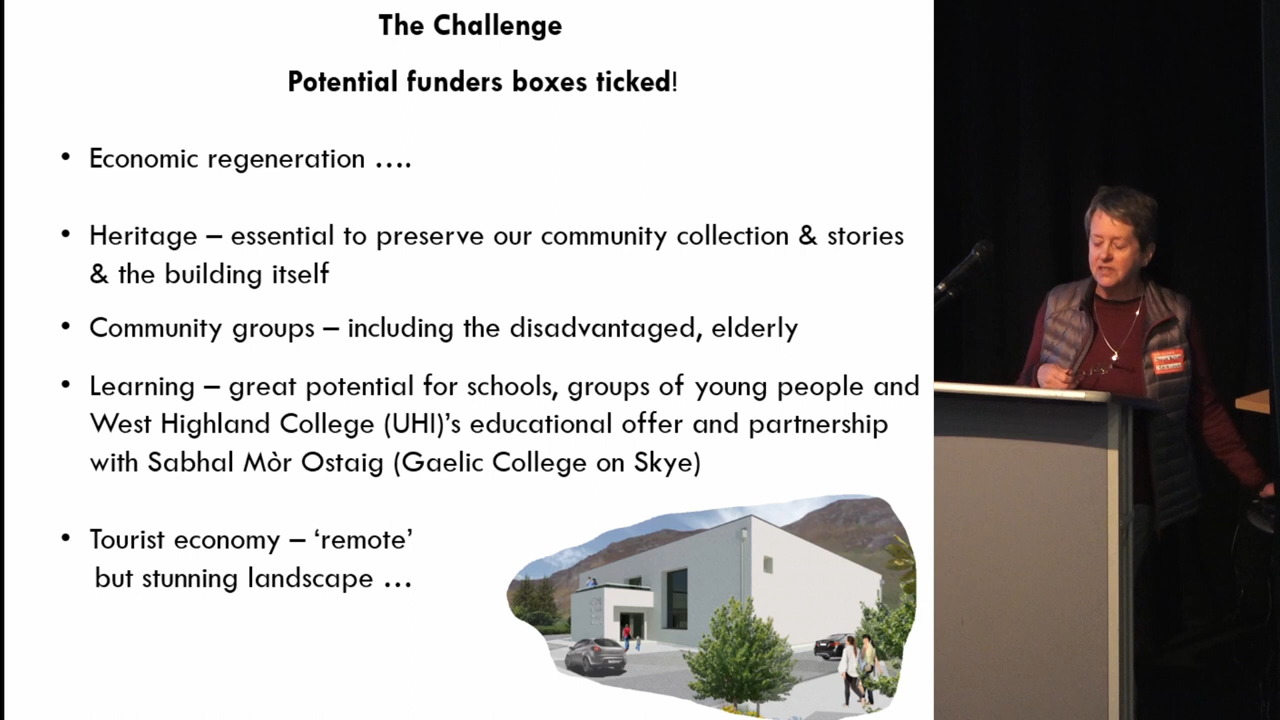 The Challenge
Potential funders boxes ticked!
• Economic regeneration ….
• Heritage – essential to preserve our community collection & stories
& the building itself
• Community groups – including the disadvantaged, elderly
• Learning – great potential for schools, groups of young people and
West Highland College (UHI)’s educational offer and partnership
with Sabhal Mòr Ostaig (Gaelic College on Skye)
• Tourist economy – ‘remote’
but stunning landscape …